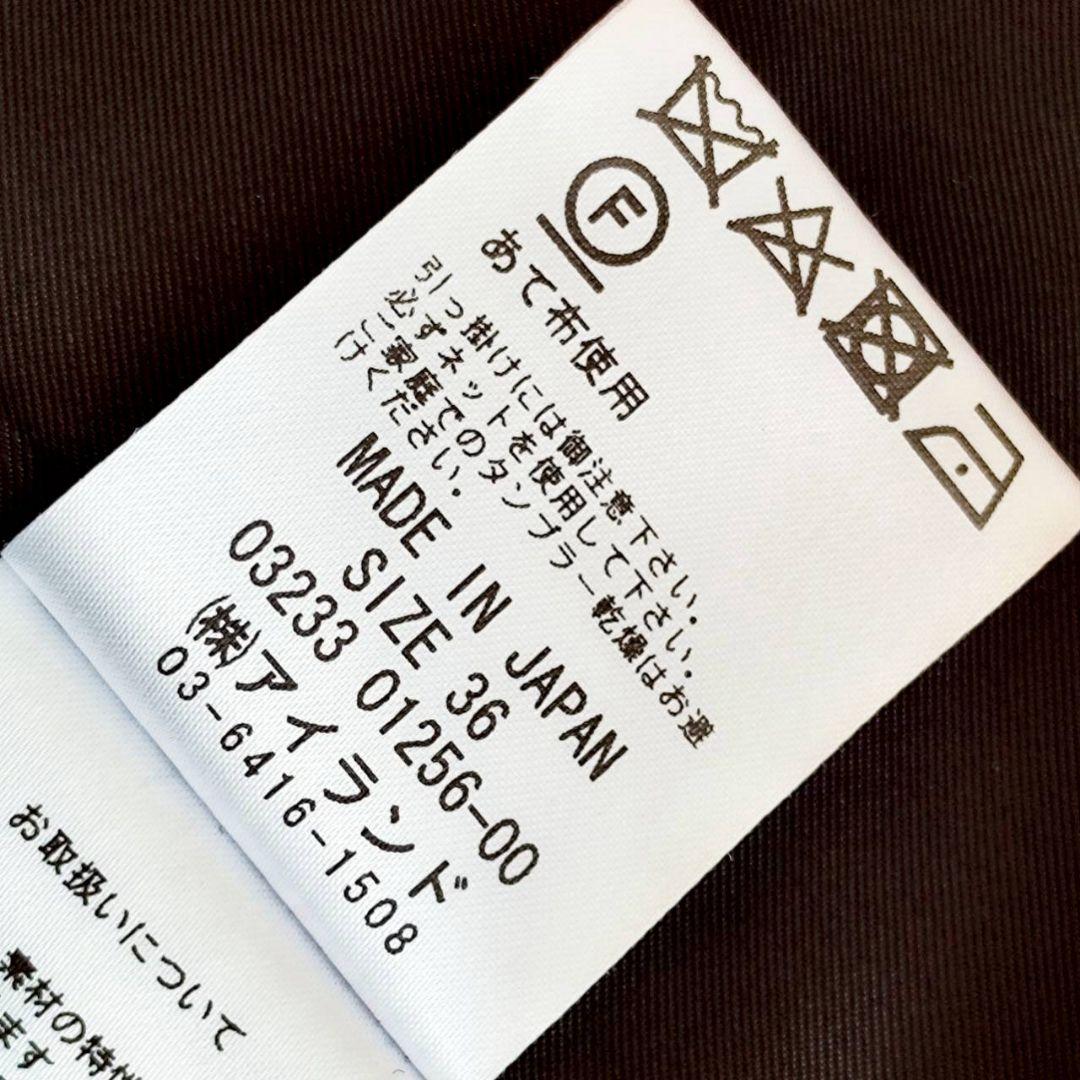 F
あて布使用
引っ掛けには御注意下さい.
必ずネットを使用して下さい.
ご家庭でのタンブラー乾燥はお避
けください.
MADE IN JAPAN
SIZE 36
03233 01256-00
(株)アイランド
03-6416-1508
お取扱いについて
素材の特性
ます